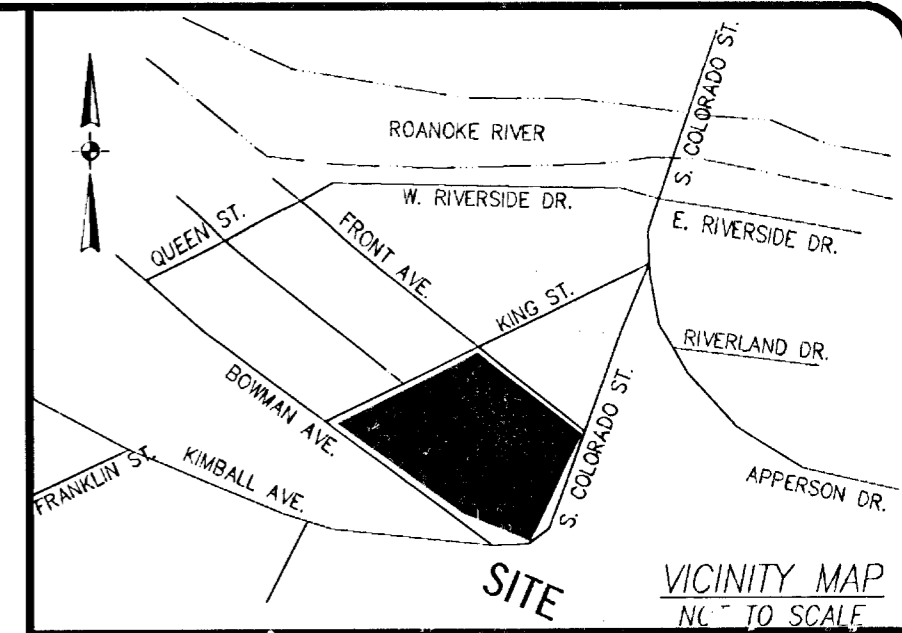 S. COLORADO ST.
ROANOKE RIVER
W. RIVERSIDE DR.
E. RIVERSIDE DR.
QUEEN ST.
FRONT AVE.
KING ST.
RIVERLAND DR.
BOWMAN AVE.
S. COLORADO ST.
FRANKLIN ST.
KIMBALL AVE.
APPERSON DR.
SITE
VICINITY MAP
TO SCALE